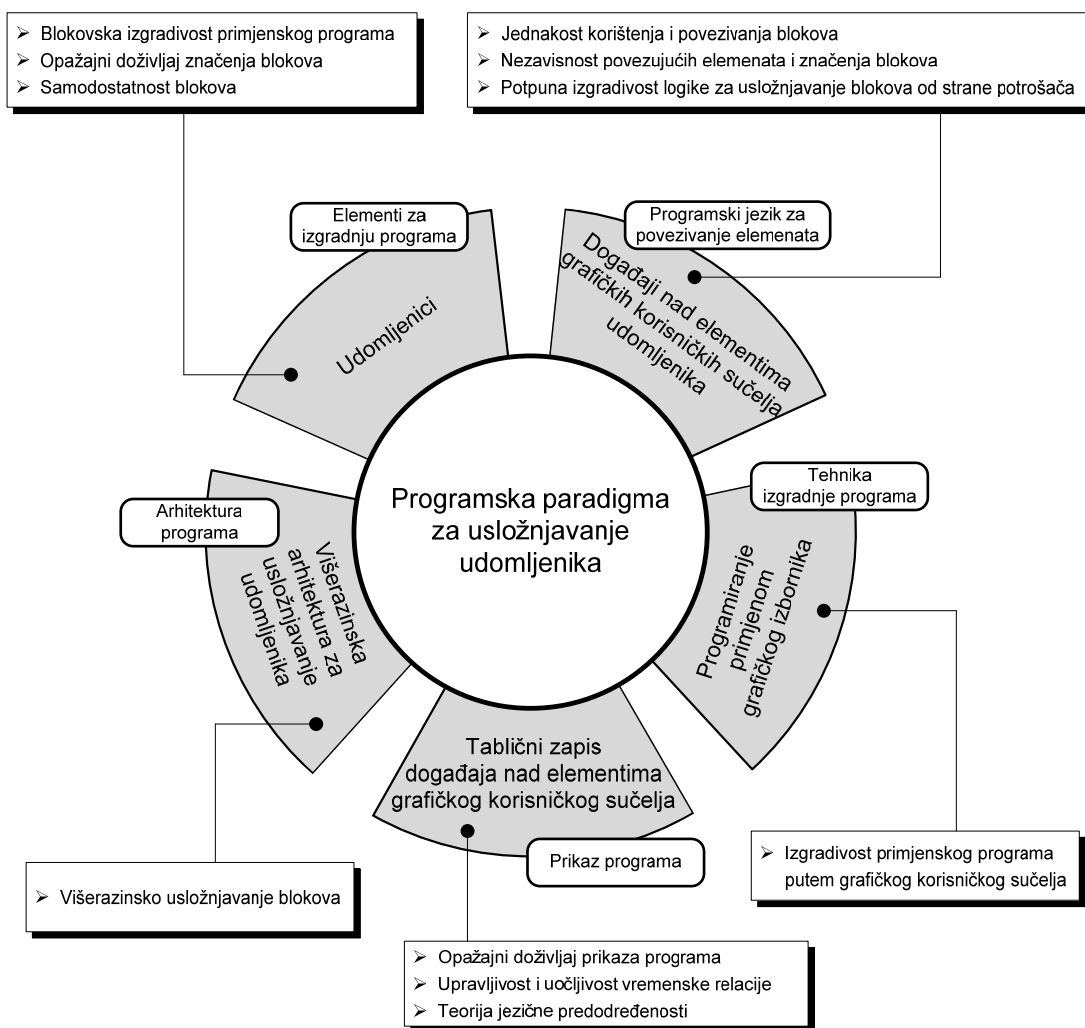 ➢ Blokovska izgradivost primjenskog programa
➢ Opažajni doživljaj značenja blokova
➢ Samodostatnost blokova
➢ Jednakost korištenja i povezivanja blokova
➢ Nezavisnost povezujućih elemenata i značenja blokova
➢ Potpuna izgradivost logike za usložnjavanje blokova od strane potrošača
Elementi za
izgradnju programa
Udomljenici
Programski jezik za
povezivanje elemenata
Događaji nad elementima
grafičkih korisničkih sučelja
udomljenika
Programska paradigma
za usložnjavanje
udomljenika
Arhitektura
programa
Višerazinska
arhitektura za
usložnjavanje
udomljenika
Tehnika
izgradnje programa
Programiranje
primjenom
grafičkog izbornika
Tablični zapis
događaja nad elementima
grafičkog korisničkog sučelja
Prikaz programa
➢ Višerazinsko usložnjavanje blokova
➢ Izgradivost primjenskog programa
putem grafičkog korisničkog sučelja
➢ Opažajni doživljaj prikaza programa
➢ Upravljivost i uočljivost vremenske relacije
➢ Teorija jezične predodređenosti